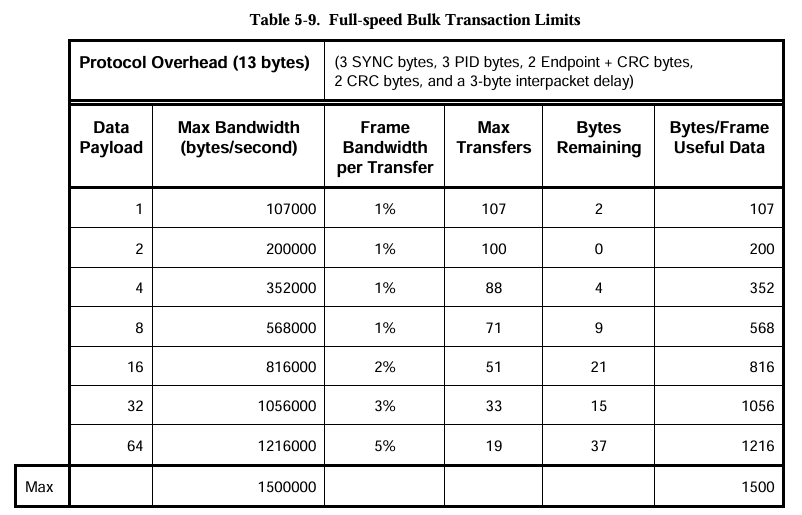 Table 5-9. Full-speed Bulk Transaction Limits
Protocol Overhead (13 bytes) (3 SYNC bytes, 3 PID bytes, 2 Endpoint + CRC bytes,
2 CRC bytes, and a 3-byte interpacket delay)
Data Payload Max Bandwidth (bytes/second) Frame Bandwidth per Transfer Max Transfers Bytes Remaining Bytes/Frame Useful Data
1 107000 1% 107 2 107
2 200000 1% 100 0 200
4 352000 1% 88 4 352
8 568000 1% 71 9 568
16 816000 2% 51 21 816
32 1056000 3% 33 15 1056
64 1216000 5% 19 37 1216
Max 1500000 1500